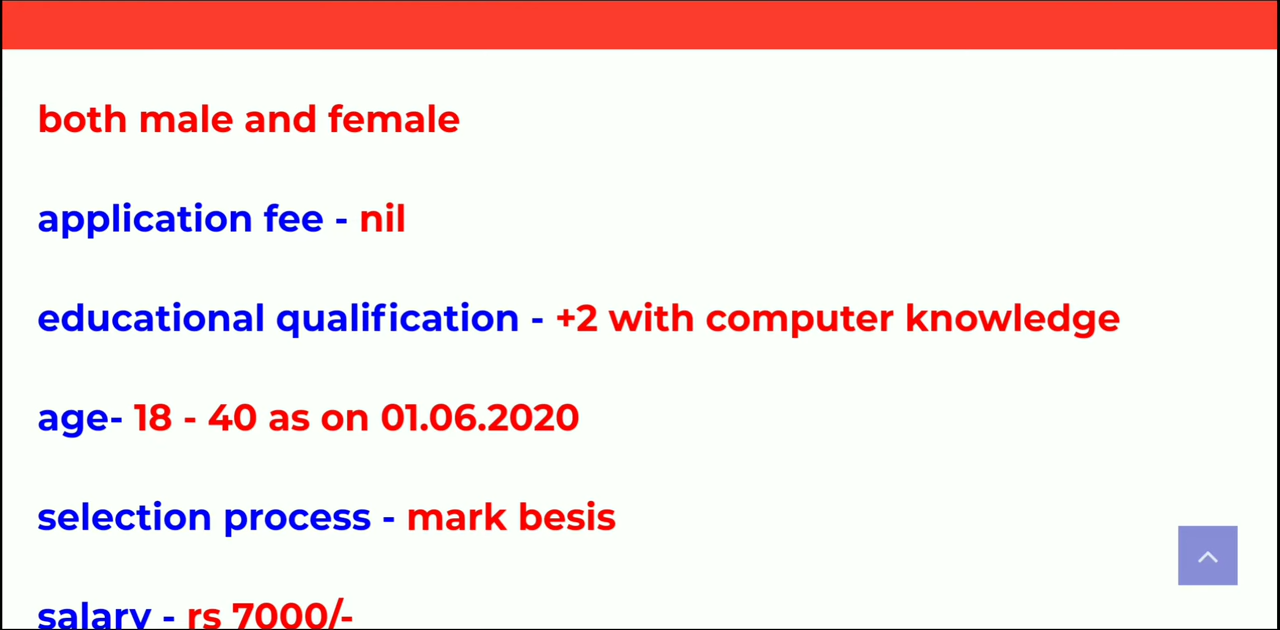 both male and female
application fee - nil
educational qualification - +2 with computer knowledge
age- 18 - 40 as on 01.06.2020
selection process - mark besis
salary - rs 7000/-